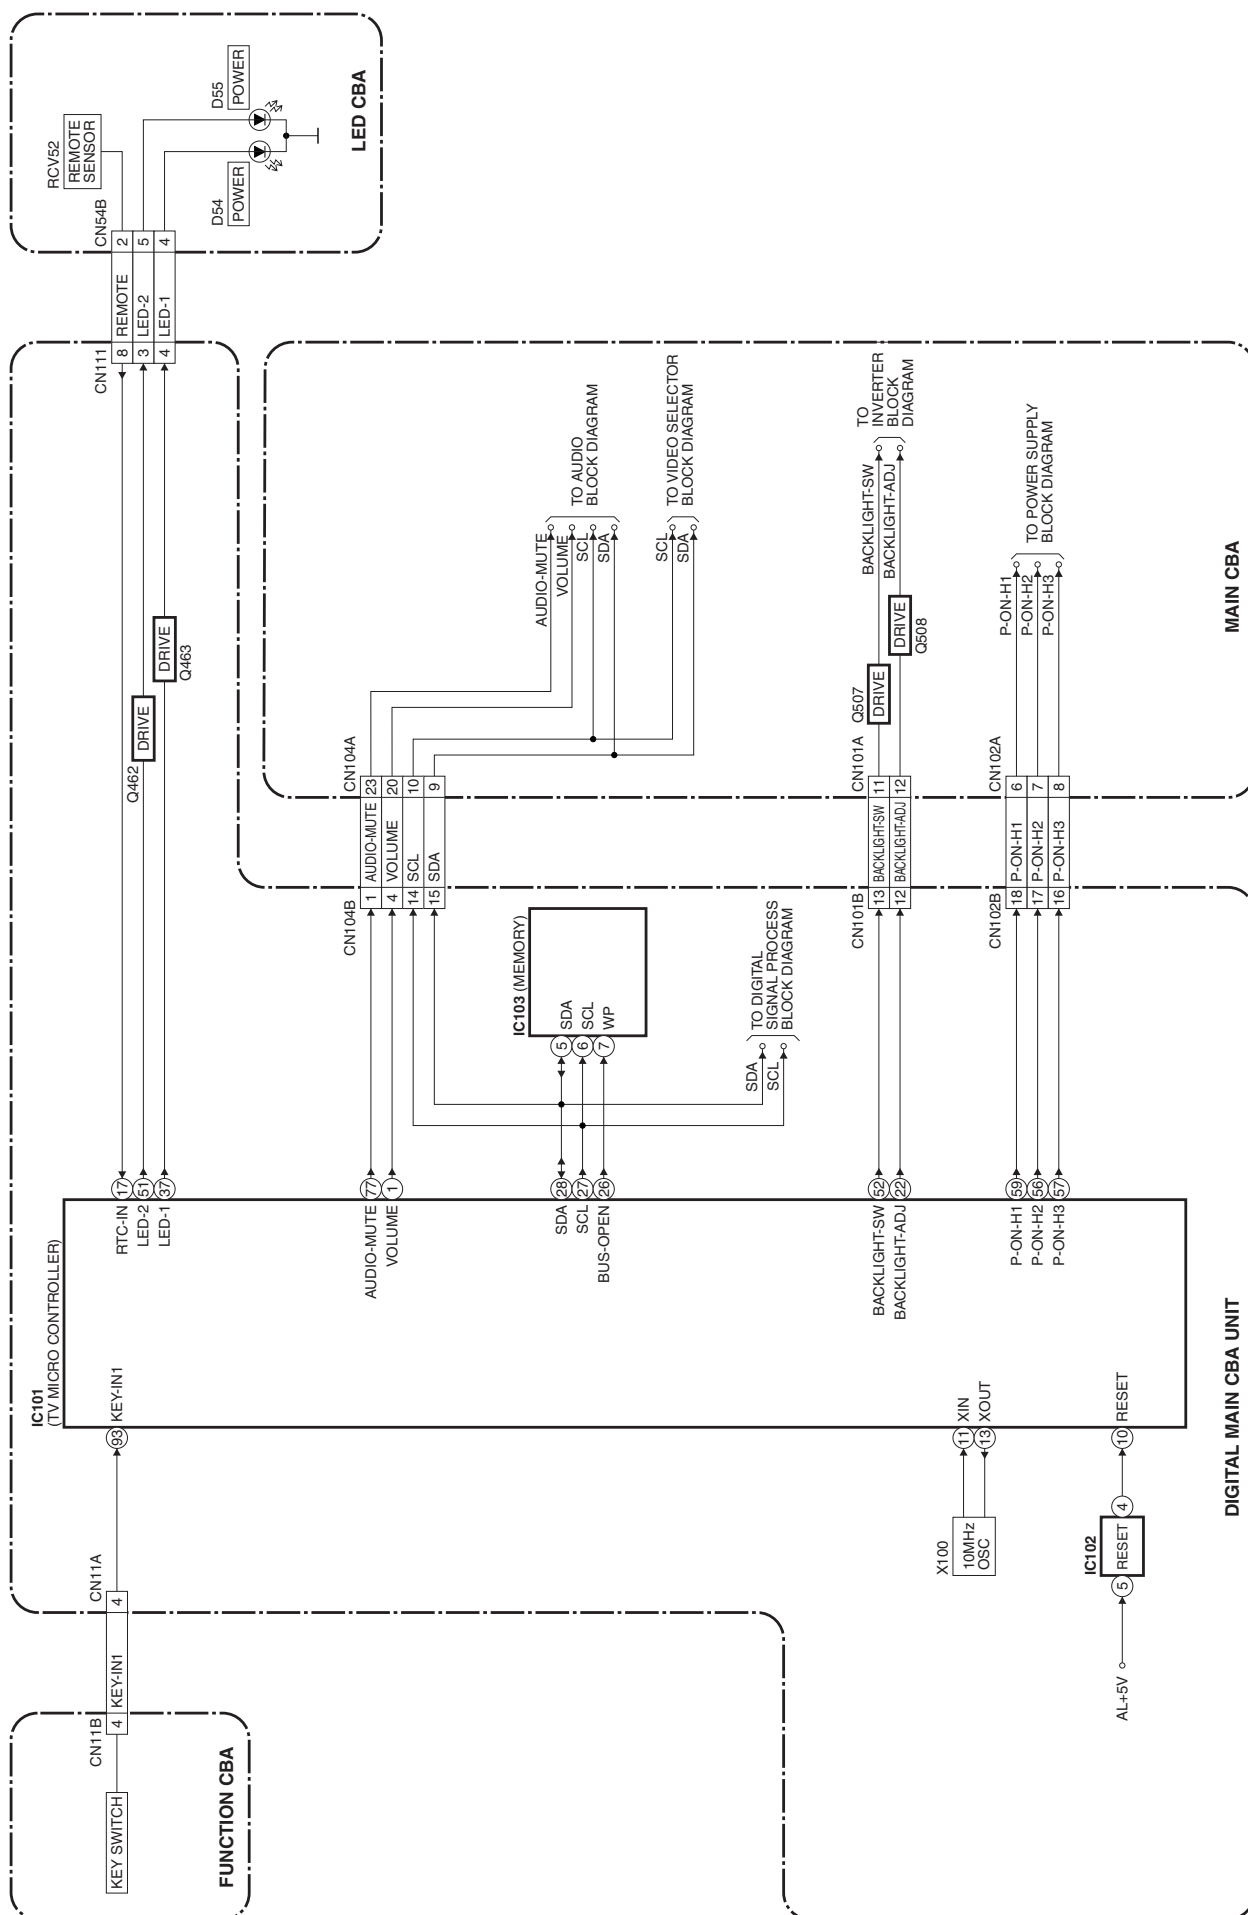 FUNCTION CBA
KEY SWITCH
CN11B
4
KEY-IN1
4
CN11A
IC101
(TV MICRO CONTROLLER)
93
KEY-IN1
RTC-IN
17
LED-2
51
LED-1
37
Q462
DRIVE
DRIVE
Q463
CN111
8
REMOTE
2
3
LED-2
5
4
LED-1
4
CN54B
RCV52
REMOTE
SENSOR
D55
POWER
D54
POWER
LED CBA
AUDIO-MUTE
77
VOLUME
1
CN104B
1
AUDIO-MUTE
23
4
VOLUME
20
14
SCL
10
15
SDA
9
CN104A
AUDIO-MUTE
VOLUME
SCL
SDA
TO AUDIO
BLOCK DIAGRAM
SCL
SDA
TO VIDEO SELECTOR
BLOCK DIAGRAM
SDA
28
SCL
27
BUS-OPEN
26
IC103 (MEMORY)
5
SDA
6
SCL
7
WP
SDA
SCL
TO DIGITAL
SIGNAL PROCESS
BLOCK DIAGRAM
BACKLIGHT-SW
52
BACKLIGHT-ADJ
22
CN101B
13
BACKLIGHT-SW
11
12
BACKLIGHT-ADJ
12
CN101A
Q507
DRIVE
DRIVE
Q508
BACKLIGHT-SW
BACKLIGHT-ADJ
TO
INVERTER
BLOCK
DIAGRAM
X100
10MHz
OSC
11
XIN
13
XOUT
P-ON-H1
59
P-ON-H2
56
P-ON-H3
57
CN102B
18
P-ON-H1
6
17
P-ON-H2
7
16
P-ON-H3
8
CN102A
P-ON-H1
P-ON-H2
P-ON-H3
TO POWER SUPPLY
BLOCK DIAGRAM
AL+5V
5
IC102
RESET
4
10
RESET
DIGITAL MAIN CBA UNIT
MAIN CBA